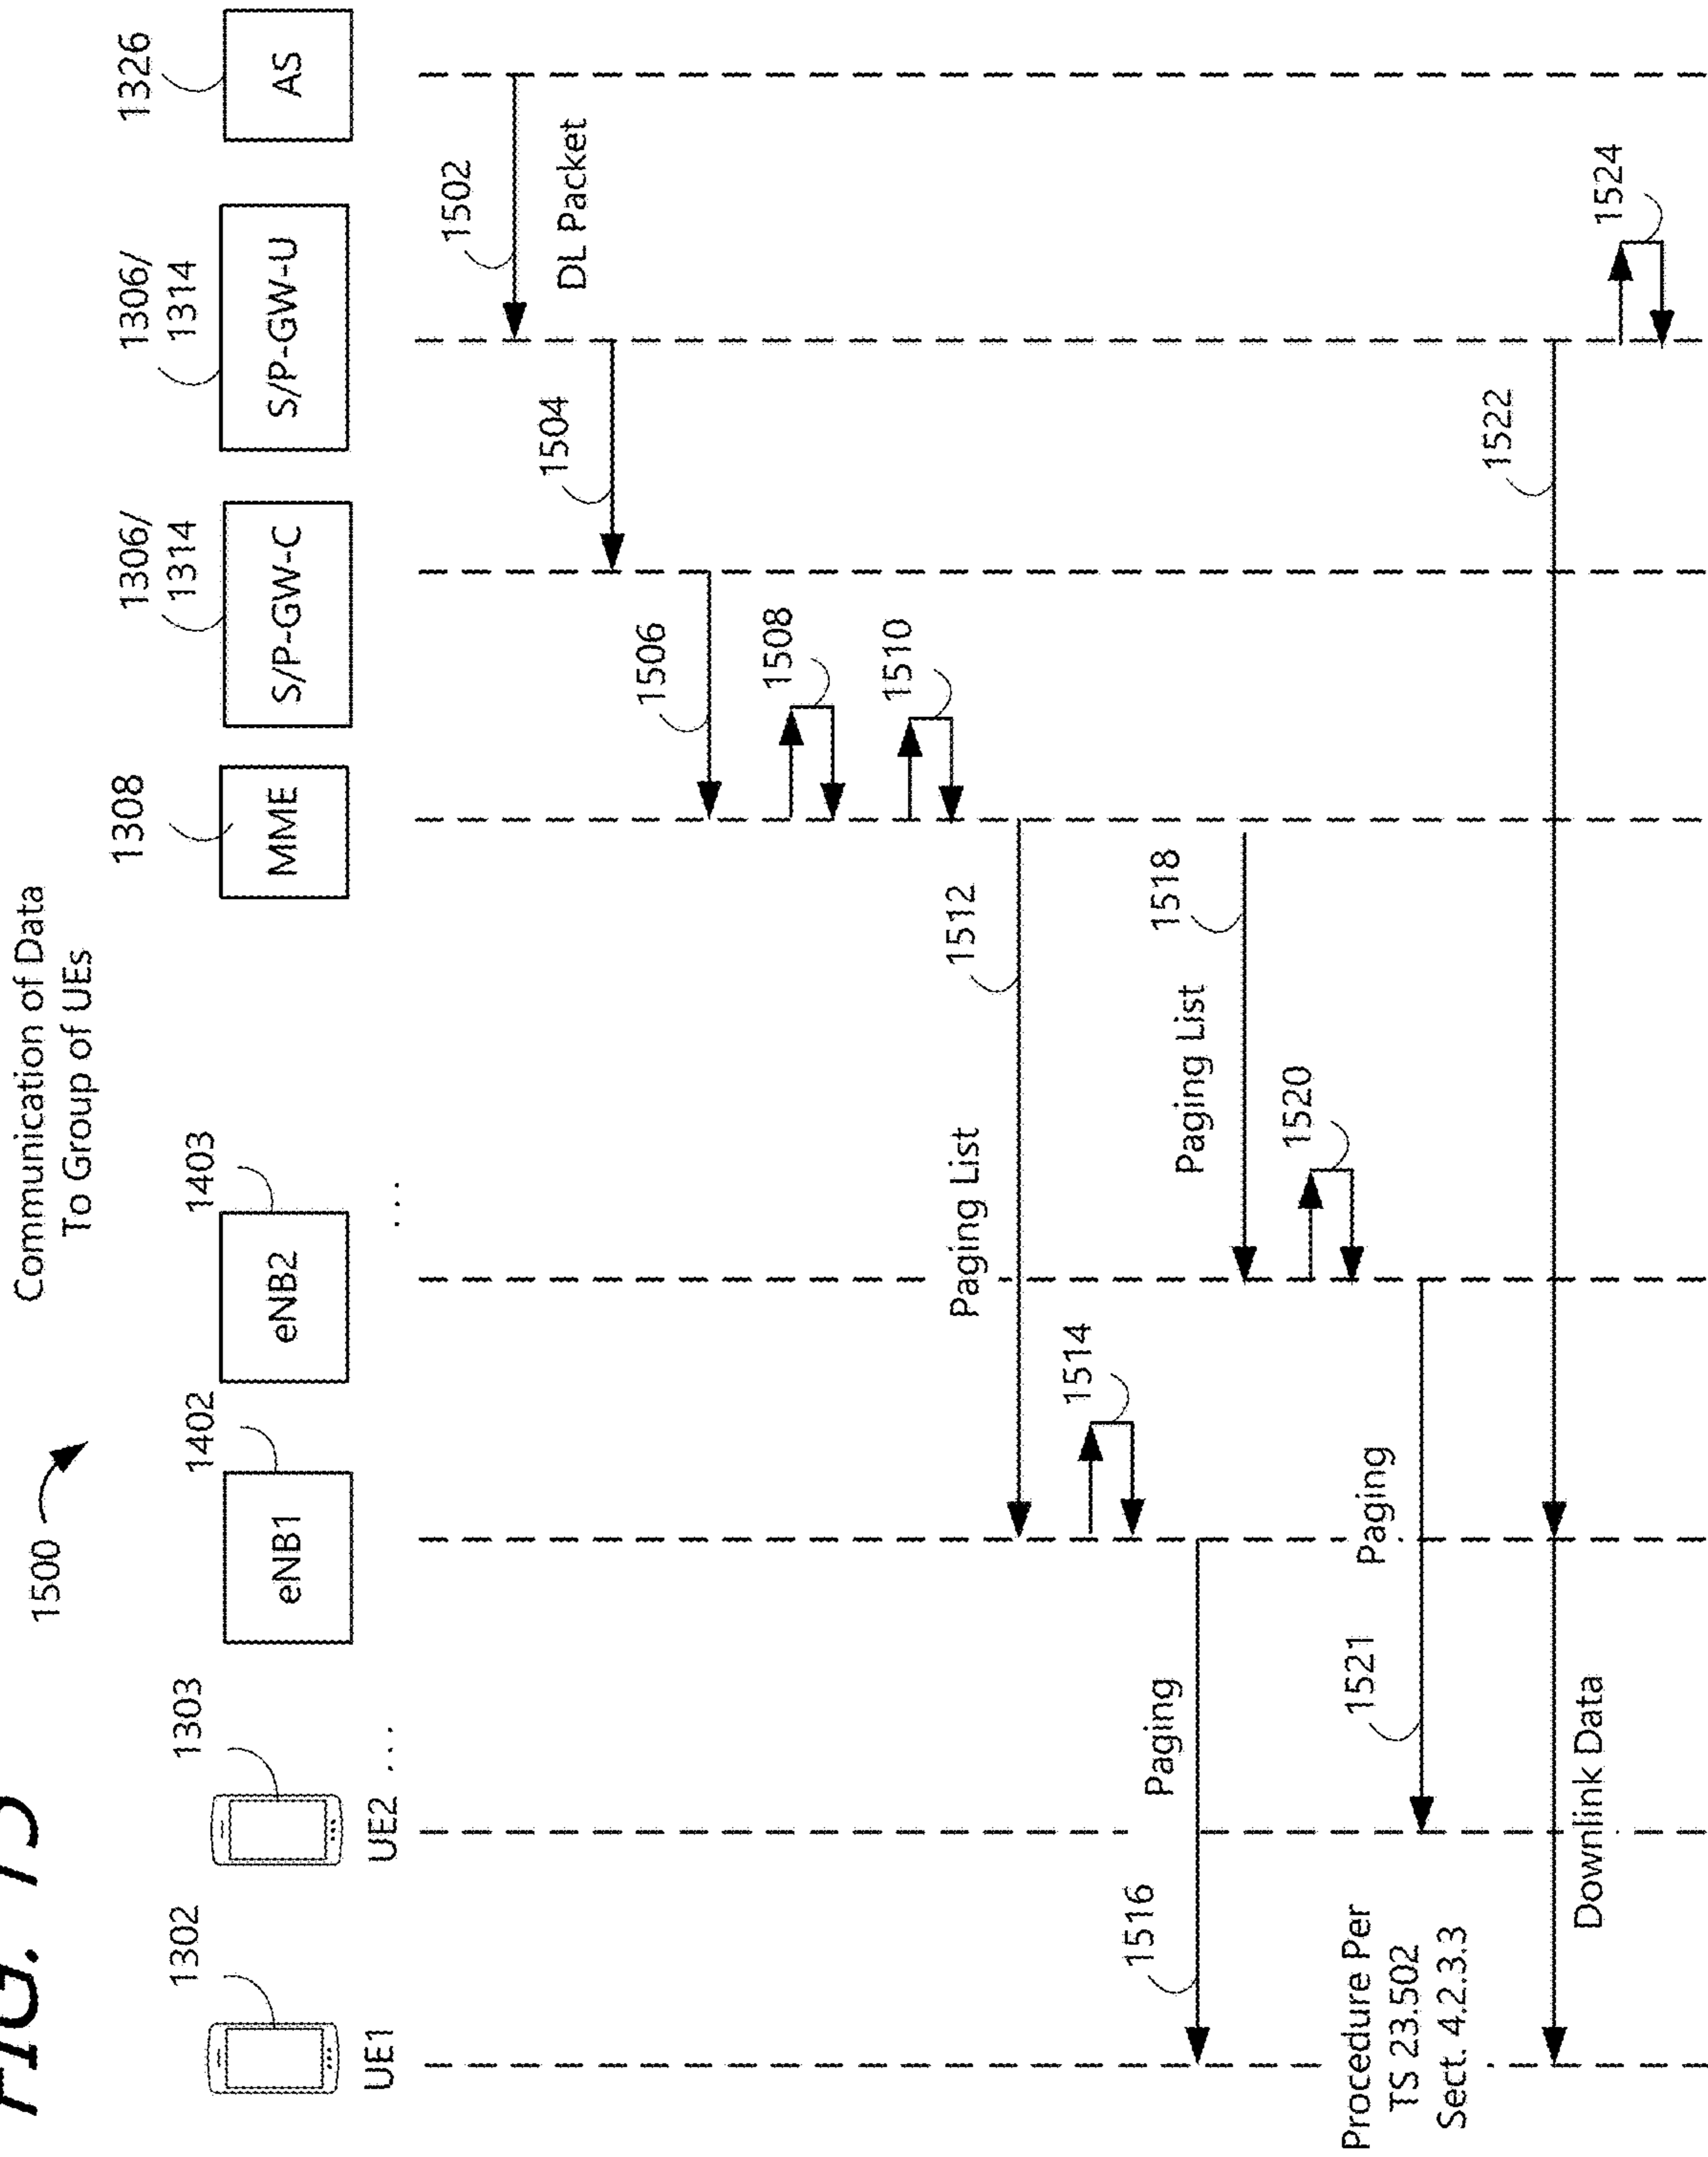 FIG. 15
1500
Communication of Data
To Group of UEs
1302
UE1
1303
UE2 ...
1402
eNB1
1403
eNB2
...
1308
MME
1306/
1314
S/P-GW-C
1306/
1314
S/P-GW-U
1326
AS
1502
DL Packet
1504
1506
1508
1510
1512
Paging List
1514
1516
Paging
1518
Paging List
1520
1521
Paging
Procedure Per
TS 23.502
Sect. 4.2.3.3
1522
Downlink Data
1524